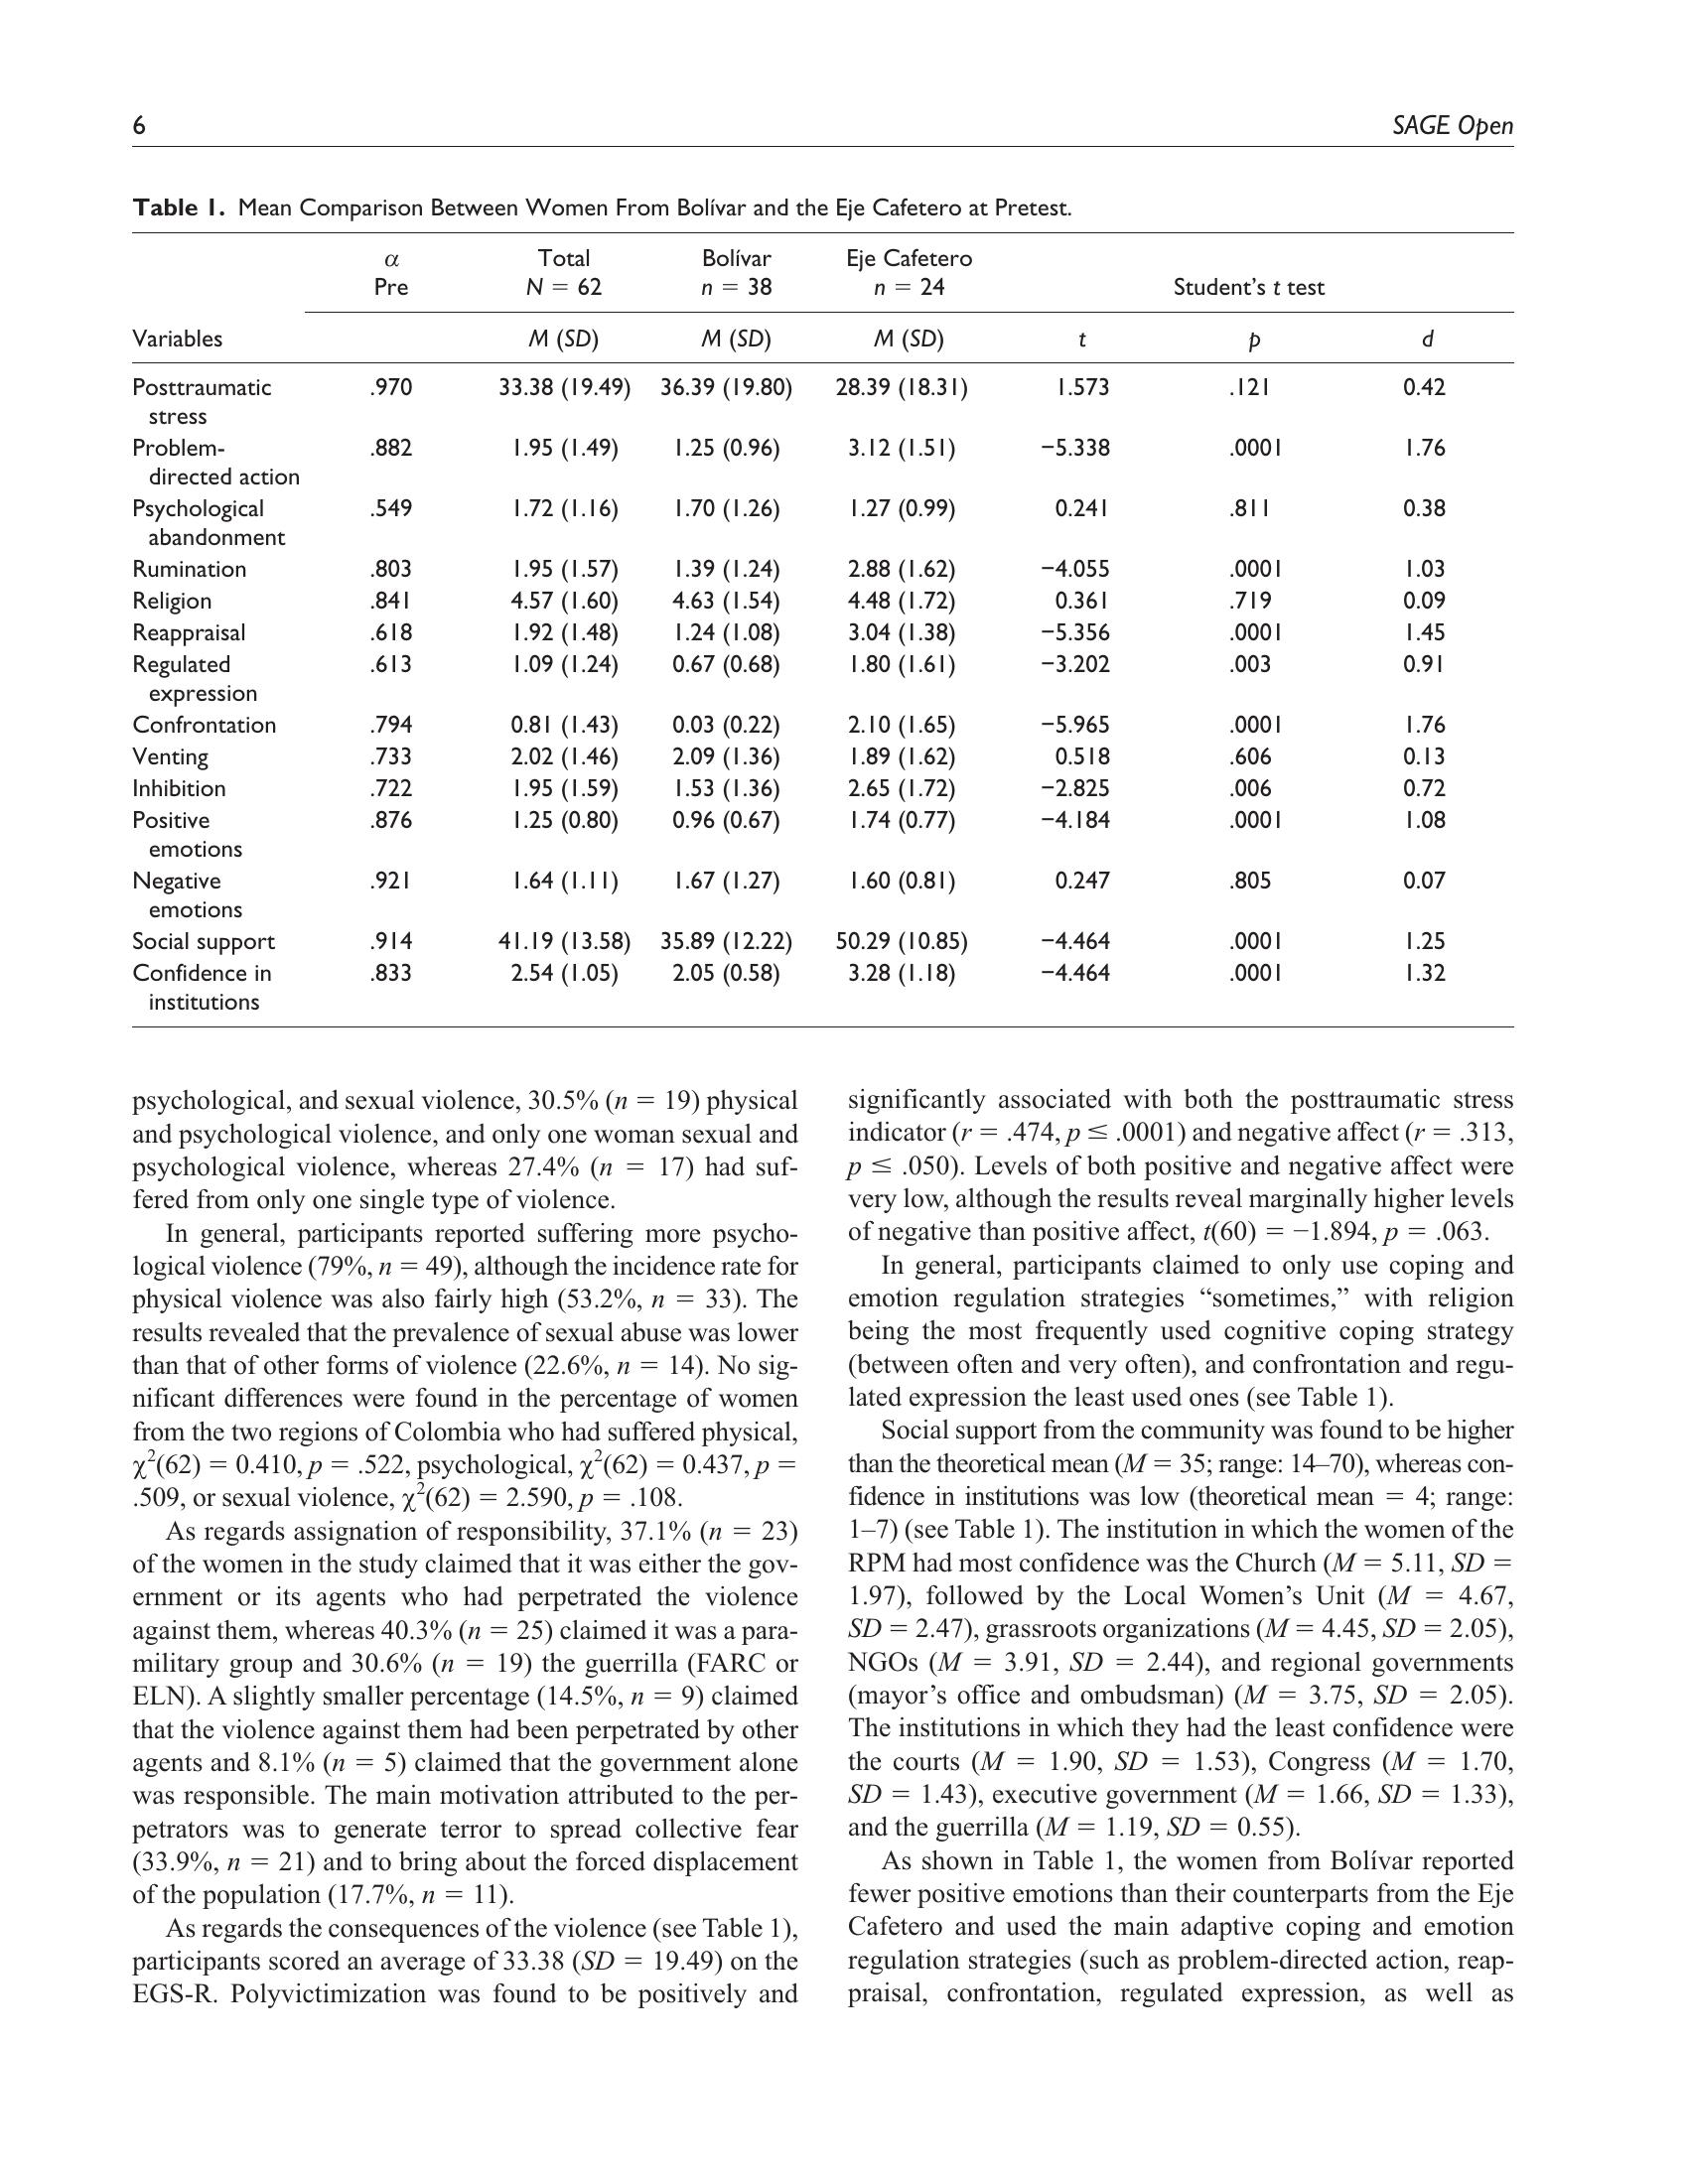 6
SAGE Open
Table 1. Mean Comparison Between Women From Bolívar and the Eje Cafetero at Pretest.
α Total Bolívar Eje Cafetero
Pre N = 62 n = 38 n = 24 Student’s t test
Variables M (SD) M (SD) M (SD) t p d
Posttraumatic .970 33.38 (19.49) 36.39 (19.80) 28.39 (18.31) 1.573 .121 0.42
stress
Problem- .882 1.95 (1.49) 1.25 (0.96) 3.12 (1.51) −5.338 .0001 1.76
directed action
Psychological .549 1.72 (1.16) 1.70 (1.26) 1.27 (0.99) 0.241 .811 0.38
abandonment
Rumination .803 1.95 (1.57) 1.39 (1.24) 2.88 (1.62) −4.055 .0001 1.03
Religion .841 4.57 (1.60) 4.63 (1.54) 4.48 (1.72) 0.361 .719 0.09
Reappraisal .618 1.92 (1.48) 1.24 (1.08) 3.04 (1.38) −5.356 .0001 1.45
Regulated .613 1.09 (1.24) 0.67 (0.68) 1.80 (1.61) −3.202 .003 0.91
expression
Confrontation .794 0.81 (1.43) 0.03 (0.22) 2.10 (1.65) −5.965 .0001 1.76
Venting .733 2.02 (1.46) 2.09 (1.36) 1.89 (1.62) 0.518 .606 0.13
Inhibition .722 1.95 (1.59) 1.53 (1.36) 2.65 (1.72) −2.825 .006 0.72
Positive .876 1.25 (0.80) 0.96 (0.67) 1.74 (0.77) −4.184 .0001 1.08
emotions
Negative .921 1.64 (1.11) 1.67 (1.27) 1.60 (0.81) 0.247 .805 0.07
emotions
Social support .914 41.19 (13.58) 35.89 (12.22) 50.29 (10.85) −4.464 .0001 1.25
Confidence in .833 2.54 (1.05) 2.05 (0.58) 3.28 (1.18) −4.464 .0001 1.32
institutions
psychological, and sexual violence, 30.5% (n = 19) physical
and psychological violence, and only one woman sexual and
psychological violence, whereas 27.4% (n = 17) had suf-
fered from only one single type of violence.
In general, participants reported suffering more psycho-
logical violence (79%, n = 49), although the incidence rate for
physical violence was also fairly high (53.2%, n = 33). The
results revealed that the prevalence of sexual abuse was lower
than that of other forms of violence (22.6%, n = 14). No sig-
nificant differences were found in the percentage of women
from the two regions of Colombia who had suffered physical,
χ²(62) = 0.410, p = .522, psychological, χ²(62) = 0.437, p =
.509, or sexual violence, χ²(62) = 2.590, p = .108.
As regards assignation of responsibility, 37.1% (n = 23)
of the women in the study claimed that it was either the gov-
ernment or its agents who had perpetrated the violence
against them, whereas 40.3% (n = 25) claimed it was a para-
military group and 30.6% (n = 19) the guerrilla (FARC or
ELN). A slightly smaller percentage (14.5%, n = 9) claimed
that the violence against them had been perpetrated by other
agents and 8.1% (n = 5) claimed that the government alone
was responsible. The main motivation attributed to the per-
petrators was to generate terror to spread collective fear
(33.9%, n = 21) and to bring about the forced displacement
of the population (17.7%, n = 11).
As regards the consequences of the violence (see Table 1),
participants scored an average of 33.38 (SD = 19.49) on the
EGS-R. Polyvictimization was found to be positively and
significantly associated with both the posttraumatic stress
indicator (r = .474, p ≤ .0001) and negative affect (r = .313,
p ≤ .050). Levels of both positive and negative affect were
very low, although the results reveal marginally higher levels
of negative than positive affect, t(60) = −1.894, p = .063.
In general, participants claimed to only use coping and
emotion regulation strategies “sometimes,” with religion
being the most frequently used cognitive coping strategy
(between often and very often), and confrontation and regu-
lated expression the least used ones (see Table 1).
Social support from the community was found to be higher
than the theoretical mean (M = 35; range: 14–70), whereas con-
fidence in institutions was low (theoretical mean = 4; range:
1–7) (see Table 1). The institution in which the women of the
RPM had most confidence was the Church (M = 5.11, SD =
1.97), followed by the Local Women’s Unit (M = 4.67,
SD = 2.47), grassroots organizations (M = 4.45, SD = 2.05),
NGOs (M = 3.91, SD = 2.44), and regional governments
(mayor’s office and ombudsman) (M = 3.75, SD = 2.05).
The institutions in which they had the least confidence were
the courts (M = 1.90, SD = 1.53), Congress (M = 1.70,
SD = 1.43), executive government (M = 1.66, SD = 1.33),
and the guerrilla (M = 1.19, SD = 0.55).
As shown in Table 1, the women from Bolívar reported
fewer positive emotions than their counterparts from the Eje
Cafetero and used the main adaptive coping and emotion
regulation strategies (such as problem-directed action, reap-
praisal, confrontation, regulated expression, as well as